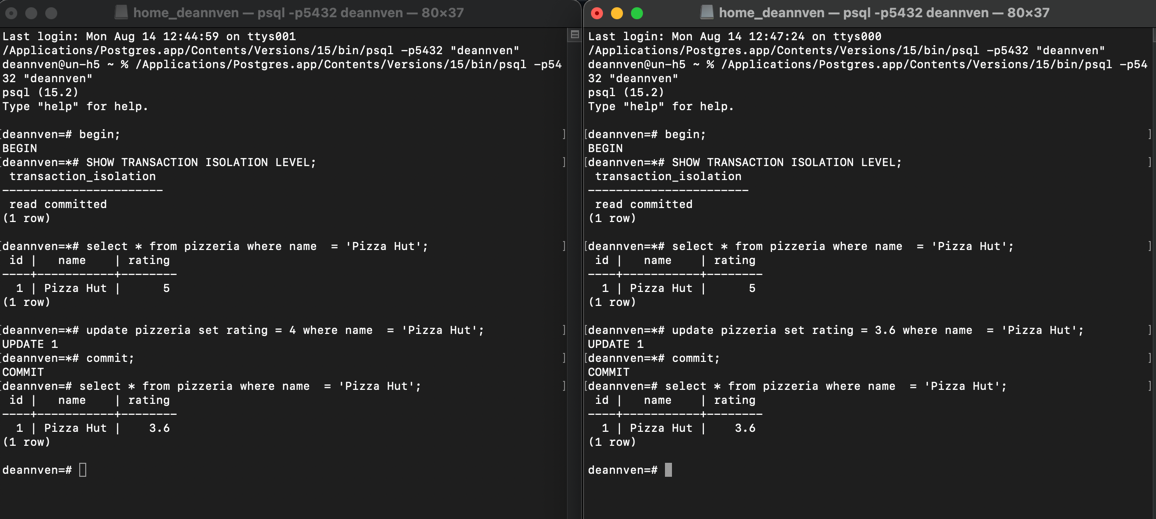 home_deannven — psql -p5432 deannven — 80×37
Last login: Mon Aug 14 12:44:59 on ttys001
/Applications/Postgres.app/Contents/Versions/15/bin/psql -p5432 "deannven"
deannven@un-h5 ~ % /Applications/Postgres.app/Contents/Versions/15/bin/psql -p54
32 "deannven"
psql (15.2)
Type "help" for help.
[deannven=# begin;                                                              ]
BEGIN
[deannven=*# SHOW TRANSACTION ISOLATION LEVEL;                                  ]
 transaction_isolation
-----------------------
 read committed
(1 row)
[deannven=*# select * from pizzeria where name  = 'Pizza Hut';                  ]
 id |   name    | rating
----+-----------+--------
  1 | Pizza Hut |      5
(1 row)
[deannven=*# update pizzeria set rating = 4 where name  = 'Pizza Hut';          ]
UPDATE 1
[deannven=*# commit;                                                            ]
COMMIT
[deannven=# select * from pizzeria where name  = 'Pizza Hut';                   ]
 id |   name    | rating
----+-----------+--------
  1 | Pizza Hut |    3.6
(1 row)
deannven=#
home_deannven — psql -p5432 deannven — 80×37
Last login: Mon Aug 14 12:47:24 on ttys000
/Applications/Postgres.app/Contents/Versions/15/bin/psql -p5432 "deannven"
deannven@un-h5 ~ % /Applications/Postgres.app/Contents/Versions/15/bin/psql -p54
32 "deannven"
psql (15.2)
Type "help" for help.
[deannven=# begin;                                                              ]
BEGIN
[deannven=*# SHOW TRANSACTION ISOLATION LEVEL;                                  ]
 transaction_isolation
-----------------------
 read committed
(1 row)
[deannven=*# select * from pizzeria where name  = 'Pizza Hut';                  ]
 id |   name    | rating
----+-----------+--------
  1 | Pizza Hut |      5
(1 row)
[deannven=*# update pizzeria set rating = 3.6 where name  = 'Pizza Hut';        ]
UPDATE 1
[deannven=*# commit;                                                            ]
COMMIT
[deannven=# select * from pizzeria where name  = 'Pizza Hut';                   ]
 id |   name    | rating
----+-----------+--------
  1 | Pizza Hut |    3.6
(1 row)
deannven=#